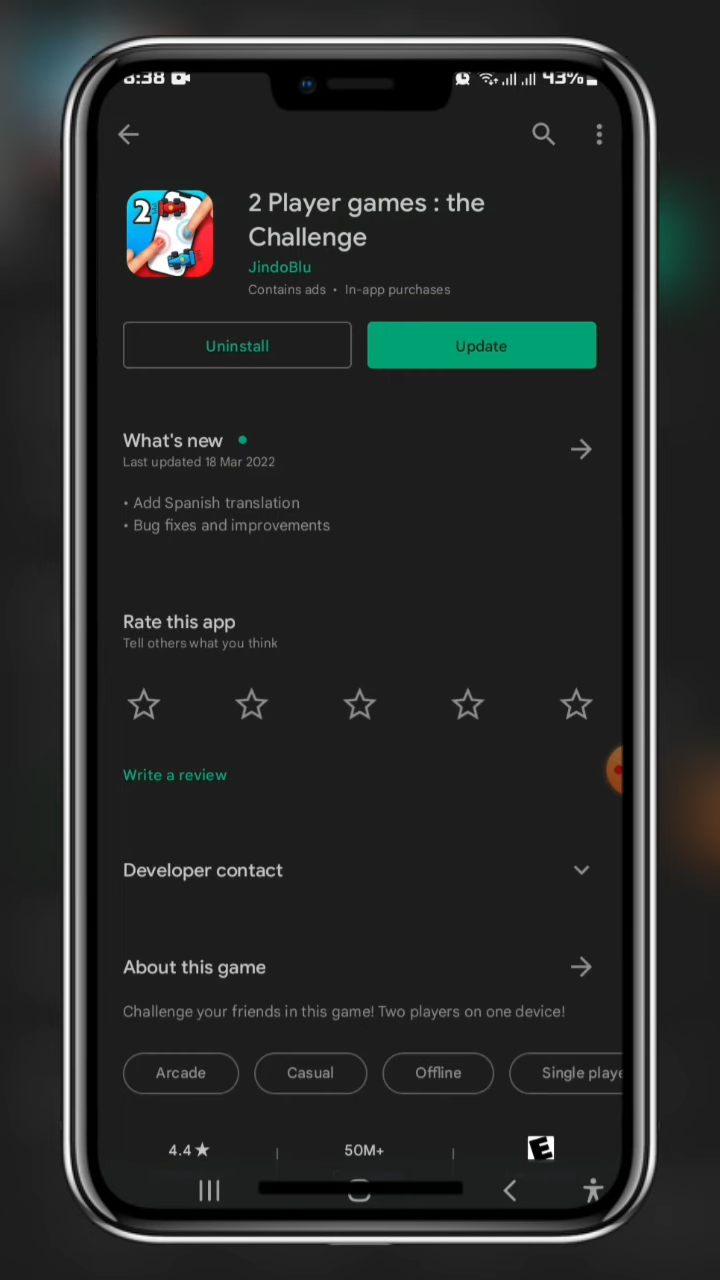 8:38
43%
2
2 Player games : the
Challenge
JindoBlu
Contains ads • In-app purchases
Uninstall
Update
What's new
Last updated 18 Mar 2022
• Add Spanish translation
• Bug fixes and improvements
Rate this app
Tell others what you think
Write a review
Developer contact
About this game
Challenge your friends in this game! Two players on one device!
Arcade
Casual
Offline
Single playe
4.4★
50M+
E